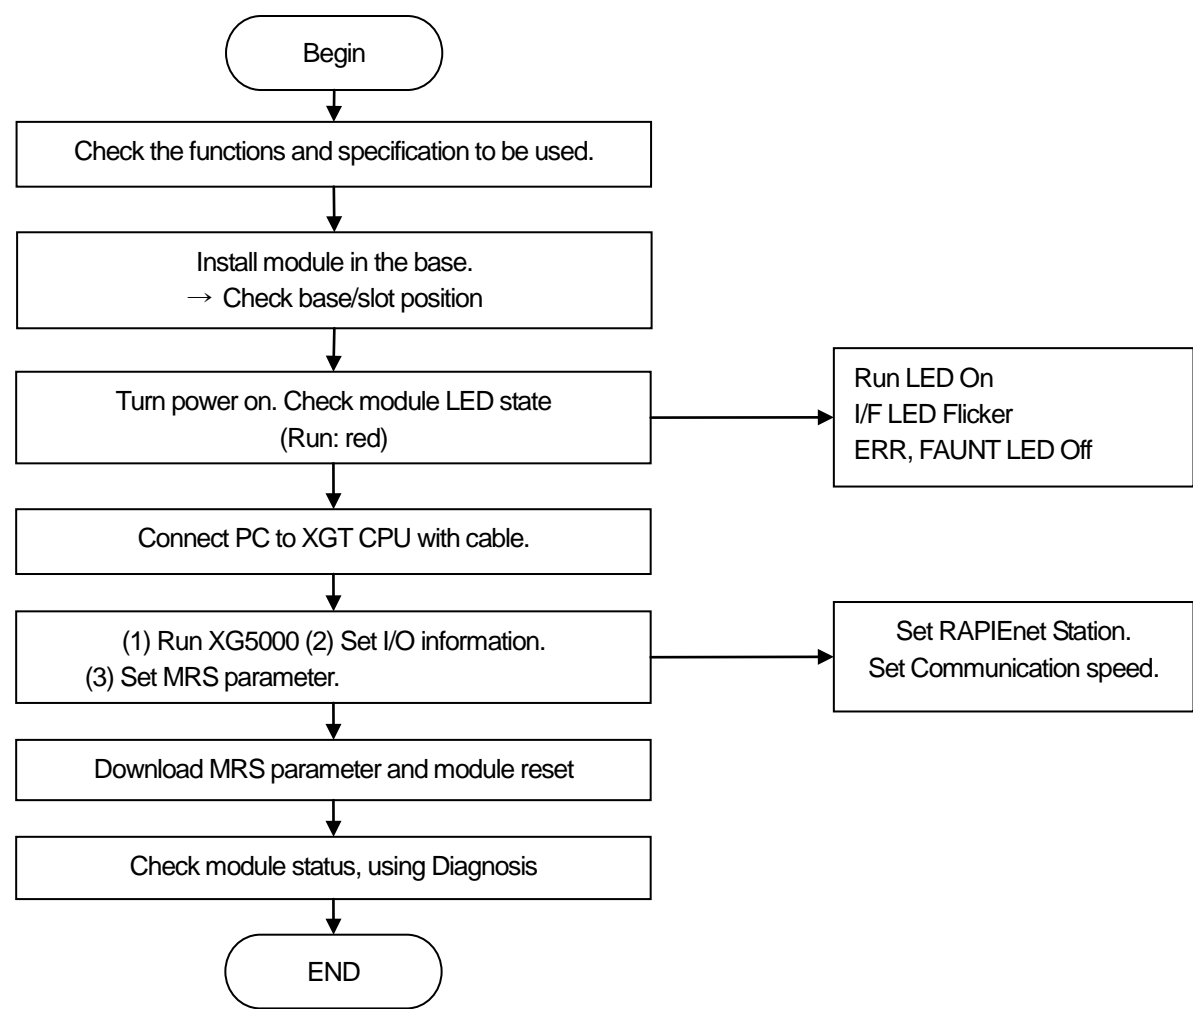 Begin
Check the functions and specification to be used.
Install module in the base.
→ Check base/slot position
Turn power on. Check module LED state
(Run: red)
Run LED On
I/F LED Flicker
ERR, FAUNT LED Off
Connect PC to XGT CPU with cable.
(1) Run XG5000 (2) Set I/O information.
(3) Set MRS parameter.
Set RAPIEnet Station.
Set Communication speed.
Download MRS parameter and module reset
Check module status, using Diagnosis
END